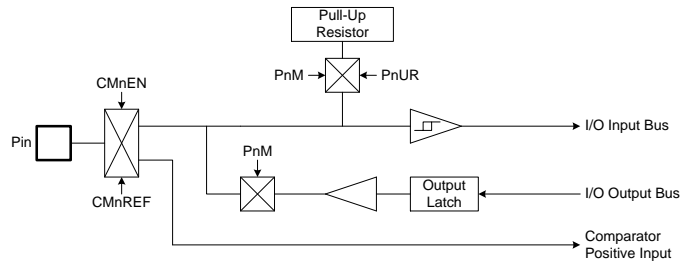 Pull-Up
Resistor
PnM
PnUR
CMnEN
Pin
I/O Input Bus
PnM
CMnREF
Output
Latch
I/O Output Bus
Comparator
Positive Input